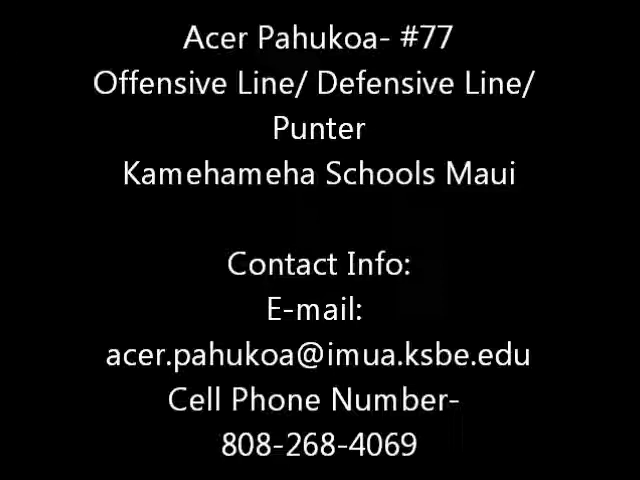 Acer Pahukoa- #77
Offensive Line/ Defensive Line/
Punter
Kamehameha Schools Maui
Contact Info:
E-mail:
acer.pahukoa@imua.ksbe.edu
Cell Phone Number-
808-268-4069